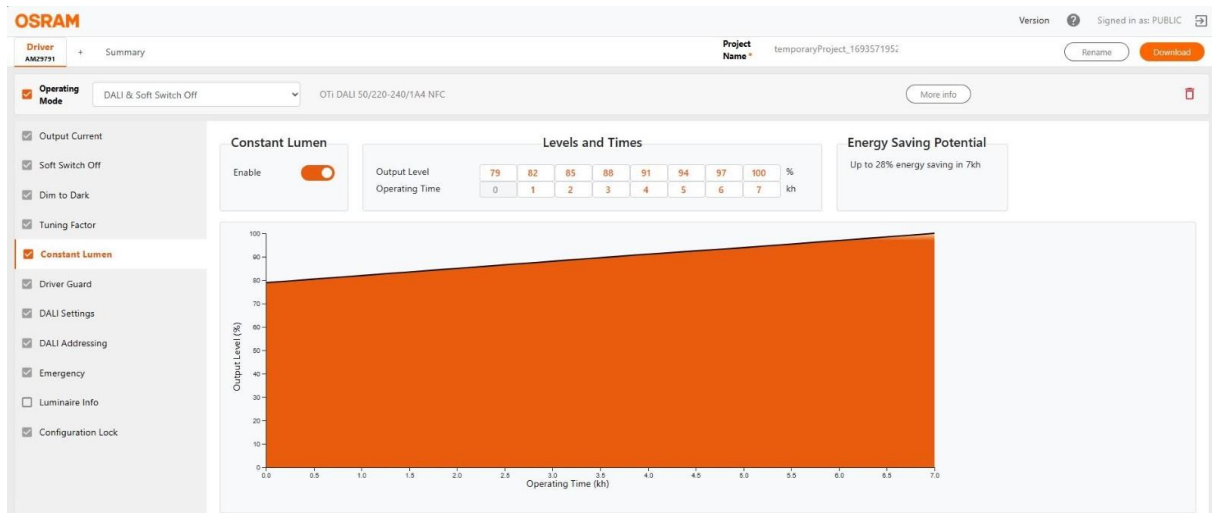 OSRAM
Version ? Signed in as: PUBLIC
Driver
AM29791
+
Summary
Project
Name *
temporaryProject_169357195
Rename
Download
Operating
Mode
DALI & Soft Switch Off
OTi DALI 50/220-240/1A4 NFC
More info
Output Current
Soft Switch Off
Dim to Dark
Tuning Factor
Constant Lumen
Driver Guard
DALI Settings
DALI Addressing
Emergency
Luminaire Info
Configuration Lock
Constant Lumen
Enable
Levels and Times
Output Level 79 82 85 88 91 94 97 100 %
Operating Time 0 1 2 3 4 5 6 7 kh
Energy Saving Potential
Up to 28% energy saving in 7kh
Output Level (%)
100
90
80
70
60
50
40
30
20
10
0
0.0 0.5 1.0 1.5 2.0 2.5 3.0 3.5 4.0 4.5 5.0 5.5 6.0 6.5 7.0
Operating Time (kh)